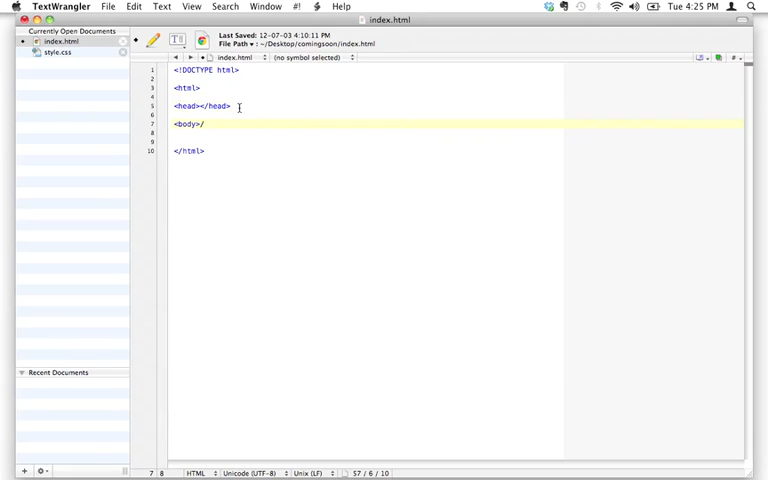 TextWrangler File Edit Text View Search Window #! Help Tue 4:25 PM
index.html
Currently Open Documents
index.html
style.css
Last Saved: 12-07-03 4:10:11 PM
File Path ▾ : ~/Desktop/comingsoon/index.html
index.html (no symbol selected) #
1 <!DOCTYPE html>
2
3 <html>
4
5 <head></head>
6
7 <body>/
8
9
10 </html>
Recent Documents
7 8 HTML Unicode (UTF-8) Unix (LF) 57 / 6 / 10